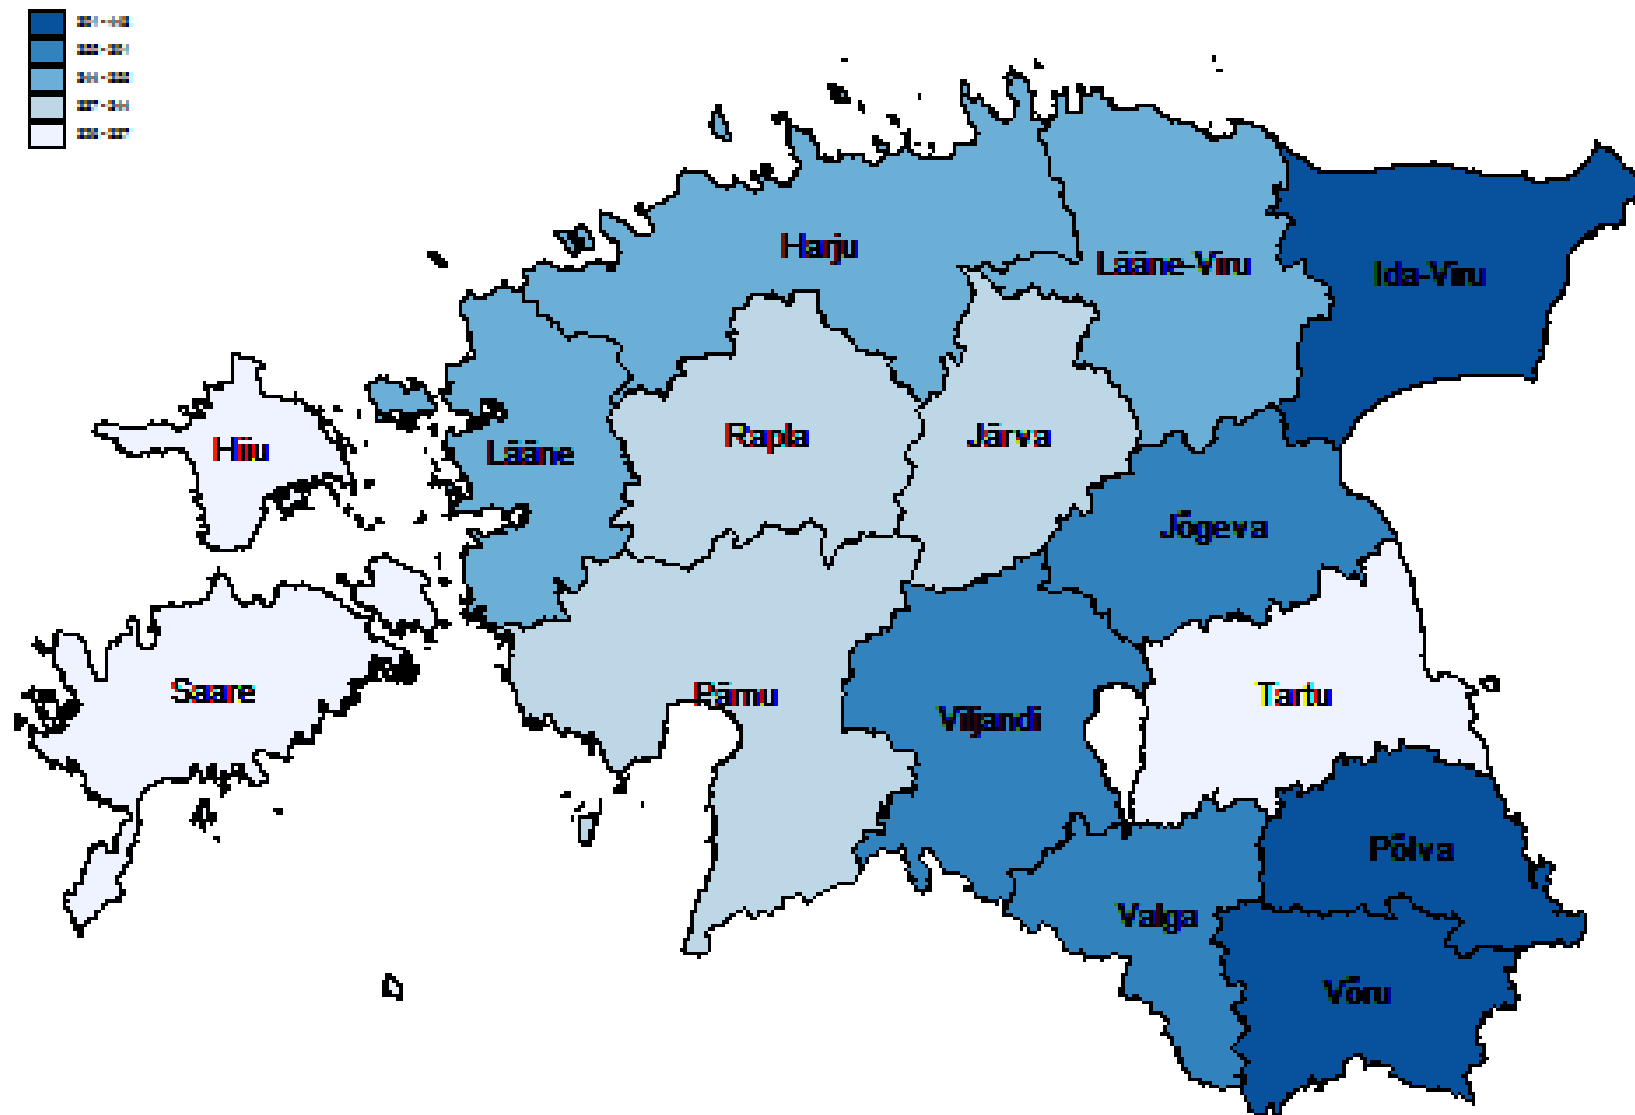 Harju
Lääne-Viru
Ida-Viru
Hiiu
Lääne
Rapla
Järva
Jõgeva
Saare
Pärnu
Viljandi
Tartu
Põlva
Valga
Võru